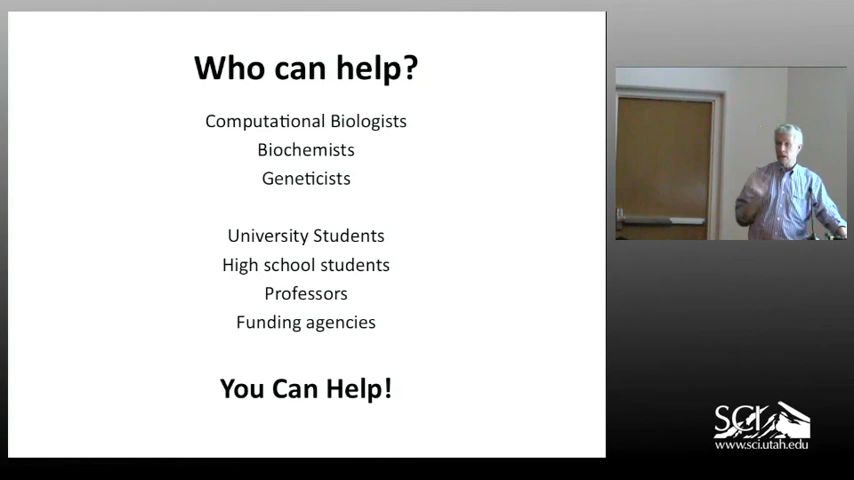 Who can help?
Computational Biologists
Biochemists
Geneticists
University Students
High school students
Professors
Funding agencies
You Can Help!
SCI
www.sci.utah.edu